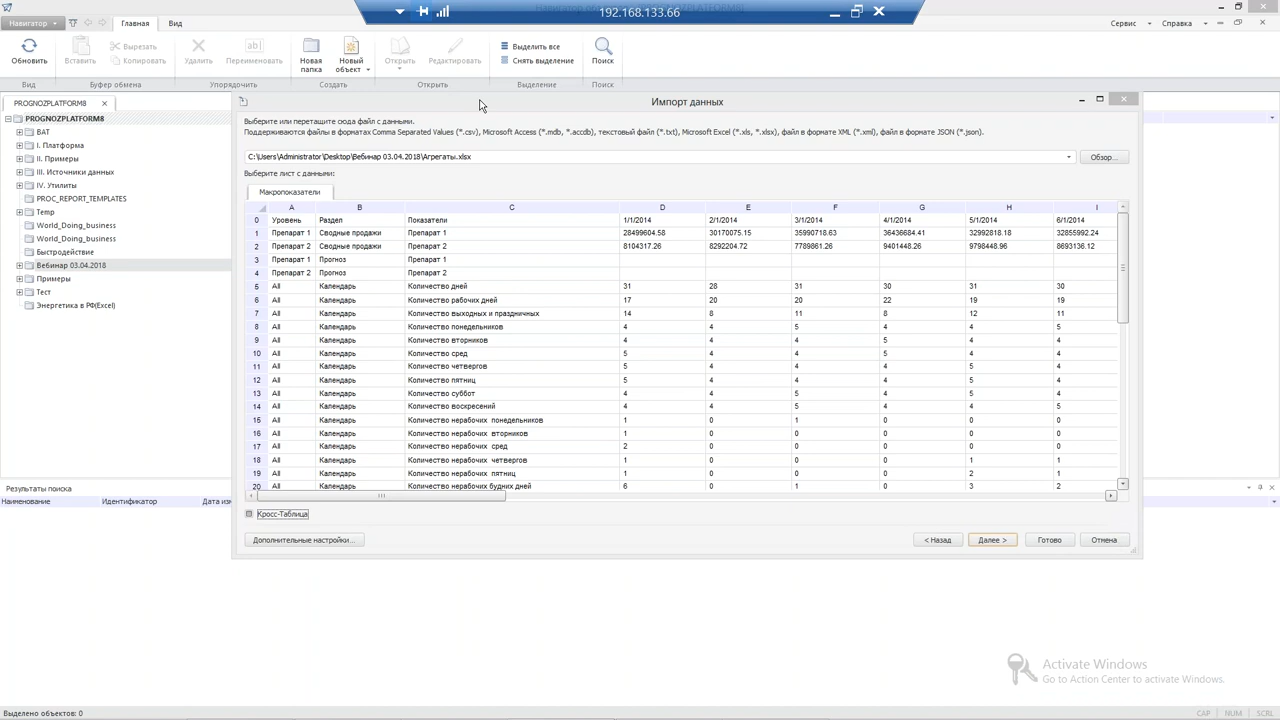 192.168.133.66
Навигатор Главная Вид Сервис Справка
Обновить Вставить Вырезать Копировать Удалить Переименовать Новая папка Новый объект Открыть Редактировать Выделить все Снять выделение Поиск
Вид Буфер обмена Упорядочить Создать Открыть Выделение Поиск
PROGNOZPLATFORM8
PROGNOZPLATFORM8
BAT
I. Платформа
II. Примеры
III. Источники данных
IV. Утилиты
PROC_REPORT_TEMPLATES
Temp
World_Doing_business
World_Doing_business
Быстродействие
Вебинар 03.04.2018
Примеры
Тест
Энергетика в РФ(Excel)
Результаты поиска
Наименование Идентификатор Дата изм
Импорт данных
Выберите или перетащите сюда файл с данными.
Поддерживаются файлы в форматах Comma Separated Values (*.csv), Microsoft Access (*.mdb, *.accdb), текстовый файл (*.txt), Microsoft Excel (*.xls, *.xlsx), файл в формате XML (*.xml), файл в формате JSON (*.json).
C:\Users\Administrator\Desktop\Вебинар 03.04.2018\Агрегаты.xlsx Обзор...
Выберите лист с данными:
Макропоказатели
A B C D E F G H I
0 Уровень Раздел Показатели 1/1/2014 2/1/2014 3/1/2014 4/1/2014 5/1/2014 6/1/2014
1 Препарат 1 Сводные продажи Препарат 1 28499604.58 30170075.15 35990718.63 36436684.41 32992818.18 32855992.24
2 Препарат 2 Сводные продажи Препарат 2 8104317.26 8292204.72 7789861.26 9401448.26 9798448.96 8693136.12
3 Препарат 1 Прогноз Препарат 1
4 Препарат 2 Прогноз Препарат 2
5 All Календарь Количество дней 31 28 31 30 31 30
6 All Календарь Количество рабочих дней 17 20 20 22 19 19
7 All Календарь Количество выходных и праздничных 14 8 11 8 12 11
8 All Календарь Количество понедельников 4 4 5 4 4 5
9 All Календарь Количество вторников 4 4 4 5 4 4
10 All Календарь Количество сред 5 4 4 5 4 4
11 All Календарь Количество четвергов 5 4 4 4 5 4
12 All Календарь Количество пятниц 5 4 4 4 5 4
13 All Календарь Количество суббот 4 4 5 4 5 4
14 All Календарь Количество воскресений 4 4 5 4 4 5
15 All Календарь Количество нерабочих понедельников 1 0 1 0 0 0
16 All Календарь Количество нерабочих вторников 1 0 0 0 0 0
17 All Календарь Количество нерабочих сред 2 0 0 0 0 0
18 All Календарь Количество нерабочих четвергов 1 0 0 0 1 1
19 All Календарь Количество нерабочих пятниц 1 0 0 0 2 1
20 All Календарь Количество нерабочих будних дней 6 0 1 0 3 2
Кросс-Таблица
Дополнительные настройки... < Назад Далее > Готово Отмена
Activate Windows
Go to Action Center to activate Windows.
Выделено объектов: 0 CAP NUM SCRL